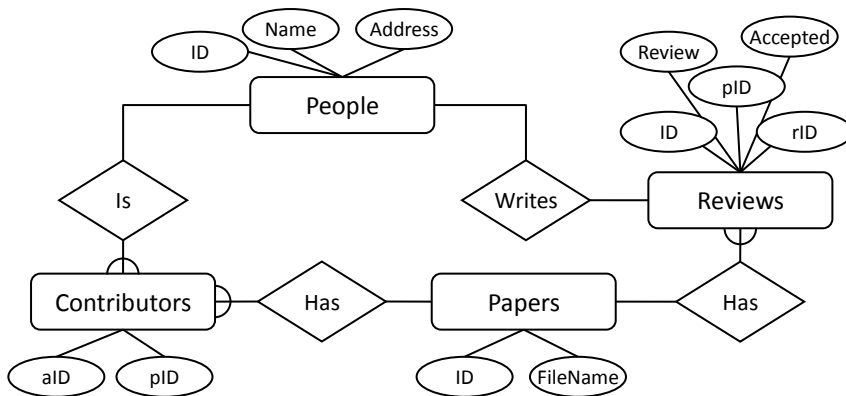 Name
Address
Review
Accepted
ID
pID
People
ID
rID
Is
Writes
Reviews
Contributors
Has
Papers
Has
aID
pID
ID
FileName